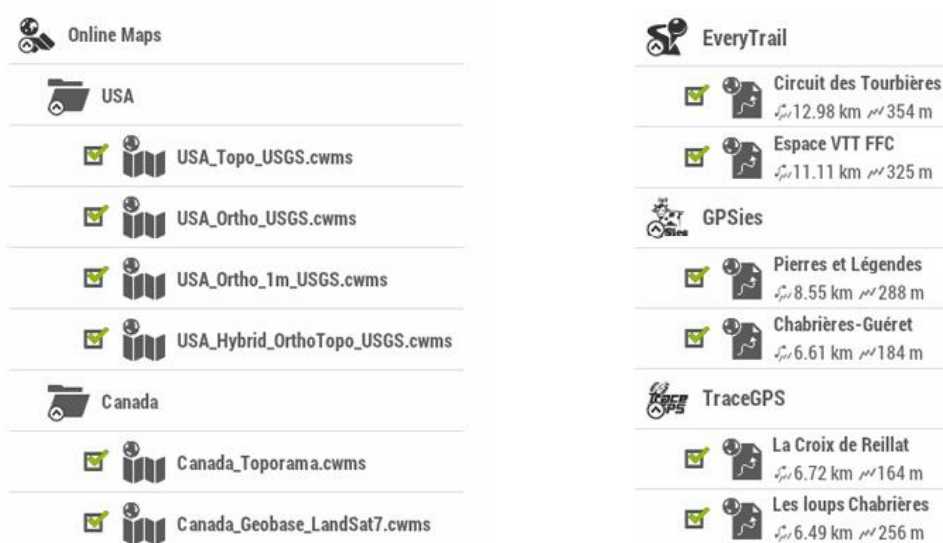 Online Maps
USA
USA_Topo_USGS.cwms
USA_Ortho_USGS.cwms
USA_Ortho_1m_USGS.cwms
USA_Hybrid_OrthoTopo_USGS.cwms
Canada
Canada_Toporama.cwms
Canada_Geobase_LandSat7.cwms
EveryTrail
Circuit des Tourbières
12.98 km 354 m
Espace VTT FFC
11.11 km 325 m
GPSies
GPSies
Pierres et Légendes
8.55 km 288 m
Chabrières-Guéret
6.61 km 184 m
Trace GPS
TraceGPS
La Croix de Reillat
6.72 km 164 m
Les loups Chabrières
6.49 km 256 m